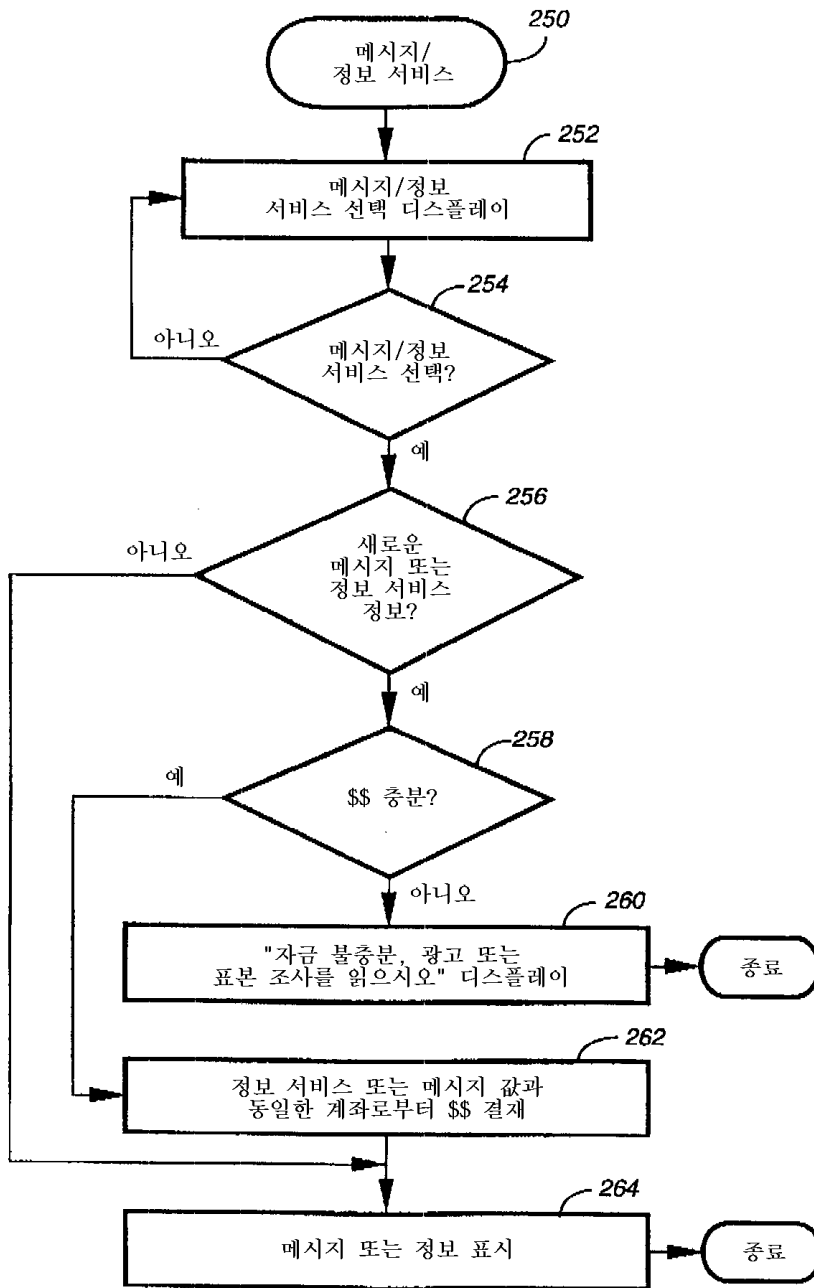 250
메시지/
정보 서비스
252
메시지/정보
서비스 선택 디스플레이
254
아니오
메시지/정보
서비스 선택?
예
256
아니오
새로운
메시지 또는
정보 서비스
정보?
예
258
예
$$ 충분?
아니오
260
"자금 불충분, 광고 또는
표본 조사를 읽으시오" 디스플레이
종료
262
정보 서비스 또는 메시지 값과
동일한 계좌로부터 $$ 결재
264
메시지 또는 정보 표시
종료